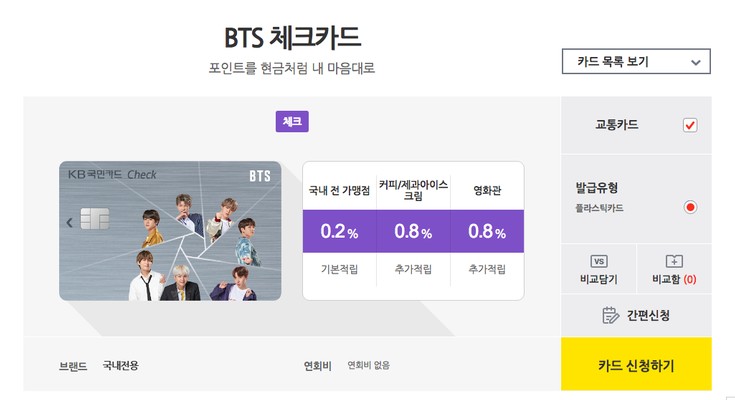 BTS 체크카드
포인트를 현금처럼 내 마음대로
카드 목록 보기
체크
KB국민카드 Check
BTS
국내 전 가맹점
커피/제과아이스
크림
영화관
0.2 %
0.8 %
0.8 %
기본적립
추가적립
추가적립
교통카드
발급유형
플라스틱카드
VS
비교담기
비교함 (0)
간편신청
브랜드 국내전용
연회비 연회비 없음
카드 신청하기